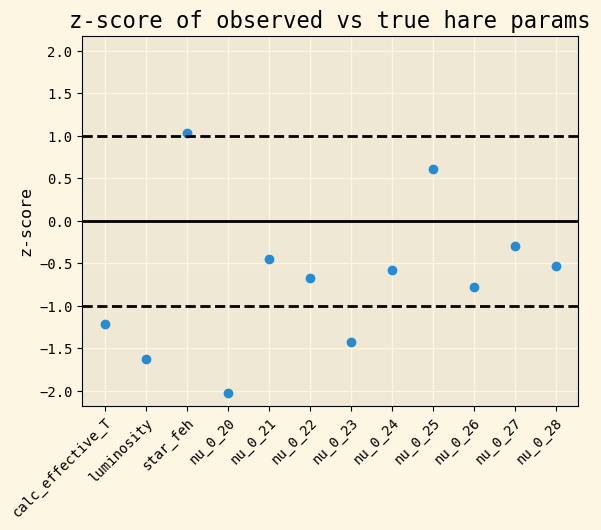 z-score of observed vs true hare params
z-score
2.0
1.5
1.0
0.5
0.0
−0.5
−1.0
−1.5
−2.0
calc_effective_T
luminosity
star_feh
nu_0_20
nu_0_21
nu_0_22
nu_0_23
nu_0_24
nu_0_25
nu_0_26
nu_0_27
nu_0_28